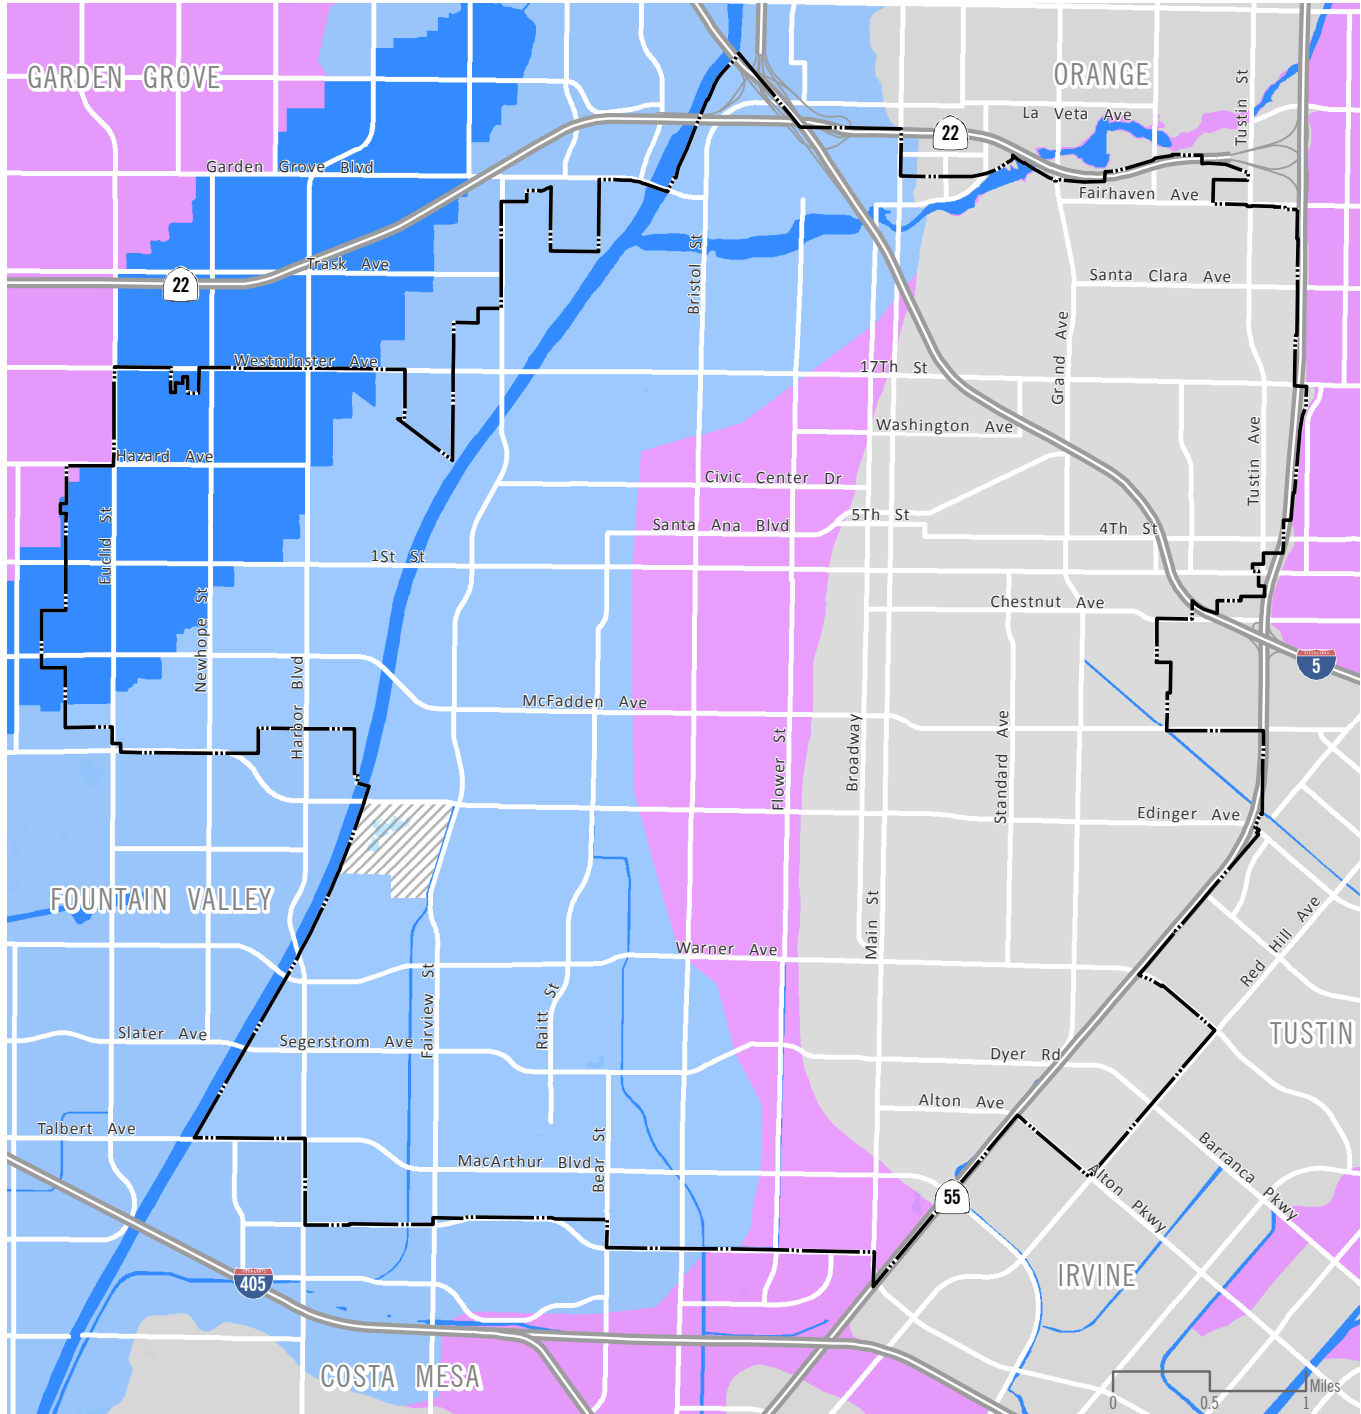 GARDEN GROVE
ORANGE
Tustin St
La Veta Ave
22
Garden Grove Blvd
Fairhaven Ave
Bristol St
Trask Ave
22
Santa Clara Ave
Grand Ave
Westminster Ave
17Th St
Washington Ave
Tustin Ave
Hazard Ave
Civic Center Dr
Euclid St
Santa Ana Blvd
5Th St
4Th St
1St St
Newhope St
Chestnut Ave
Harbor Blvd
5
McFadden Ave
Flower St
Broadway
Standard Ave
Edinger Ave
FOUNTAIN VALLEY
Main St
Red Hill Ave
Warner Ave
Fairview St
Raitt St
Slater Ave
Segerstrom Ave
TUSTIN
Dyer Rd
Alton Ave
Talbert Ave
Bear St
MacArthur Blvd
Barranca Pkwy
Alton Pkwy
55
405
IRVINE
COSTA MESA
Miles
0 0.5 1